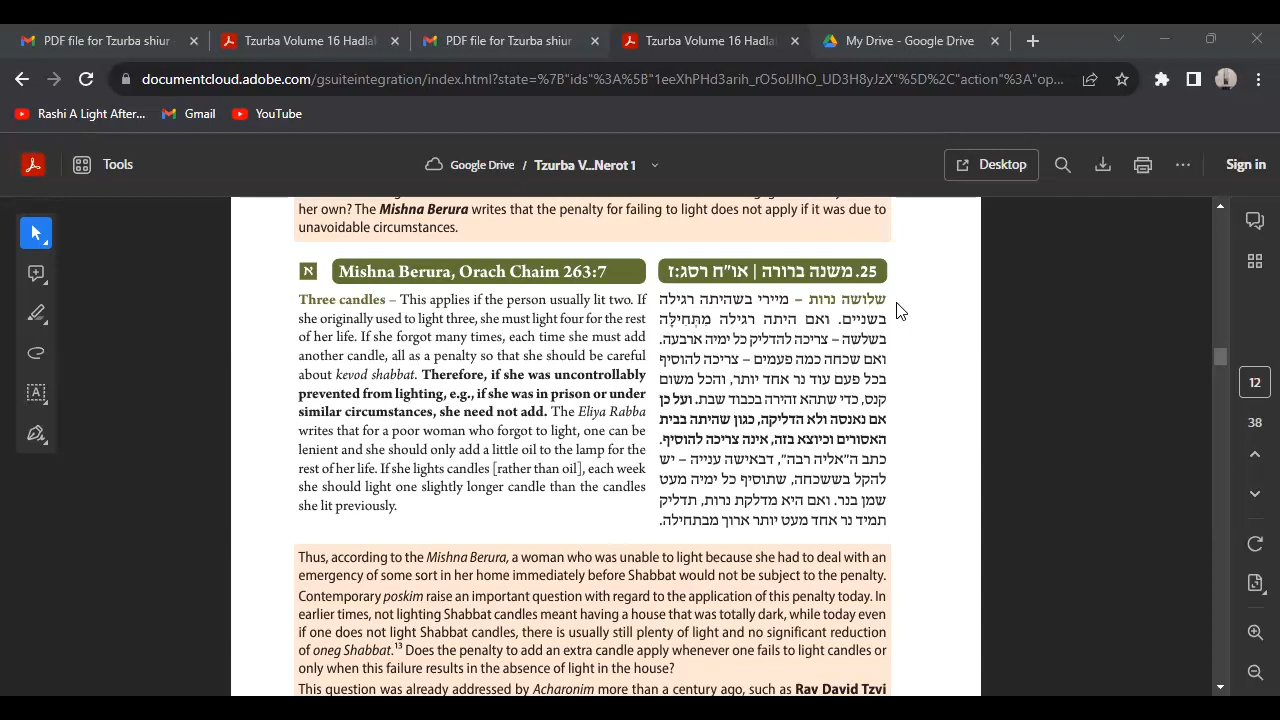 PDF file for Tzurba shiur
Tzurba Volume 16 Hadla
PDF file for Tzurba shiur
Tzurba Volume 16 Hadla
My Drive - Google Drive
documentcloud.adobe.com/gsuiteintegration/index.html?state=%7B"ids"%3A%5B"1eeXhPHd3arih_rO5oIJIhO_UD3H8yJzX"%5D%2C"action"%3A"op...
Rashi A Light After...
Gmail
YouTube
Tools
Google Drive / Tzurba V...Nerot 1
Desktop
Sign in
her own? The Mishna Berura writes that the penalty for failing to light does not apply if it was due to
unavoidable circumstances.
א
Mishna Berura, Orach Chaim 263:7
Three candles – This applies if the person usually lit two. If
she originally used to light three, she must light four for the rest
of her life. If she forgot many times, each time she must add
another candle, all as a penalty so that she should be careful
about kevod shabbat. Therefore, if she was uncontrollably
prevented from lighting, e.g., if she was in prison or under
similar circumstances, she need not add. The Eliya Rabba
writes that for a poor woman who forgot to light, one can be
lenient and she should only add a little oil to the lamp for the
rest of her life. If she lights candles [rather than oil], each week
she should light one slightly longer candle than the candles
she lit previously.
25. משנה ברורה | או"ח רסג:ז
שלושה נרות – מיירי בשהיתה רגילה
בשניים. ואם היתה רגילה מִתְּחִילָּה
בשלשה – צריכה להדליק כל ימיה ארבעה.
ואם שכחה כמה פעמים – צריכה להוסיף
בכל פעם עוד נר אחד יותר, והכל משום
קנס, כדי שתהא זהירה בכבוד שבת. ועל כן
אם נאנסה ולא הדליקה, כגון שהיתה בבית
האסורים וכיוצא בזה, אינה צריכה להוסיף.
כתב ה"אליה רבה", דבאישה ענייה – יש
להקל בששכחה, שתוסיף כל ימיה מעט
שמן בנר. ואם היא מדלקת נרות, תדליק
תמיד נר אחד מעט יותר ארוך מבתחילה.
Thus, according to the Mishna Berura, a woman who was unable to light because she had to deal with an
emergency of some sort in her home immediately before Shabbat would not be subject to the penalty.
Contemporary poskim raise an important question with regard to the application of this penalty today. In
earlier times, not lighting Shabbat candles meant having a house that was totally dark, while today even
if one does not light Shabbat candles, there is usually still plenty of light and no significant reduction
of oneg Shabbat.13 Does the penalty to add an extra candle apply whenever one fails to light candles or
only when this failure results in the absence of light in the house?
This question was already addressed by Acharonim more than a century ago, such as Rav David Tzvi
12
38